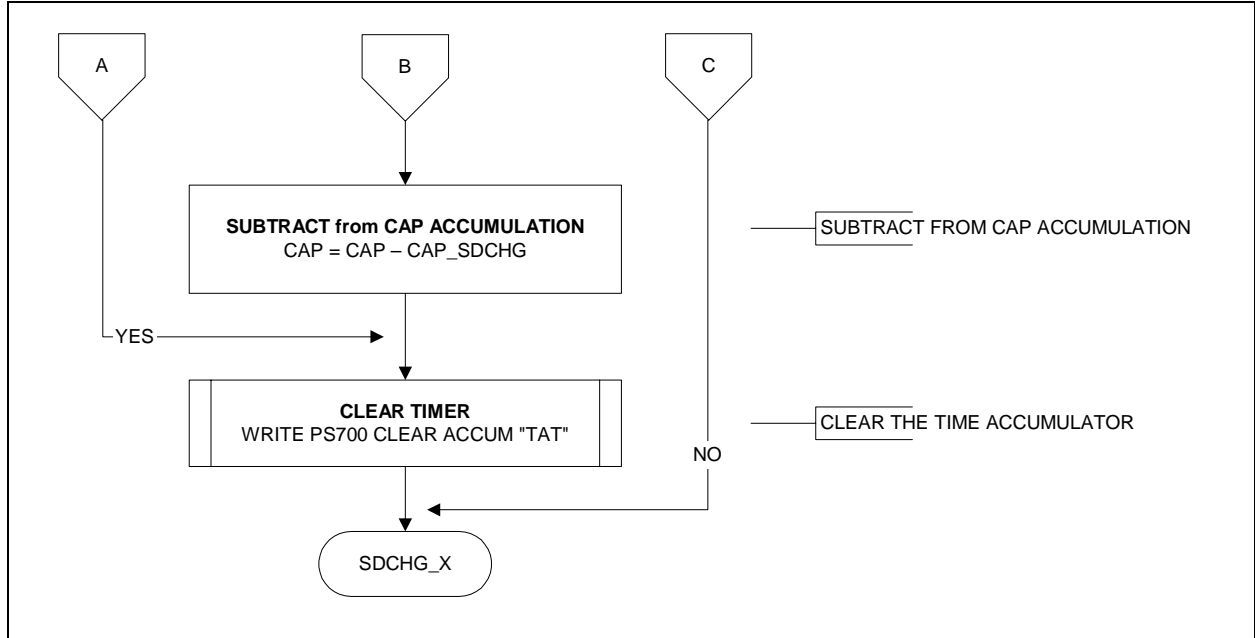 A
B
C
SUBTRACT from CAP ACCUMULATION
CAP = CAP – CAP_SDCHG
SUBTRACT FROM CAP ACCUMULATION
YES
CLEAR TIMER
WRITE PS700 CLEAR ACCUM "TAT"
CLEAR THE TIME ACCUMULATOR
NO
SDCHG_X